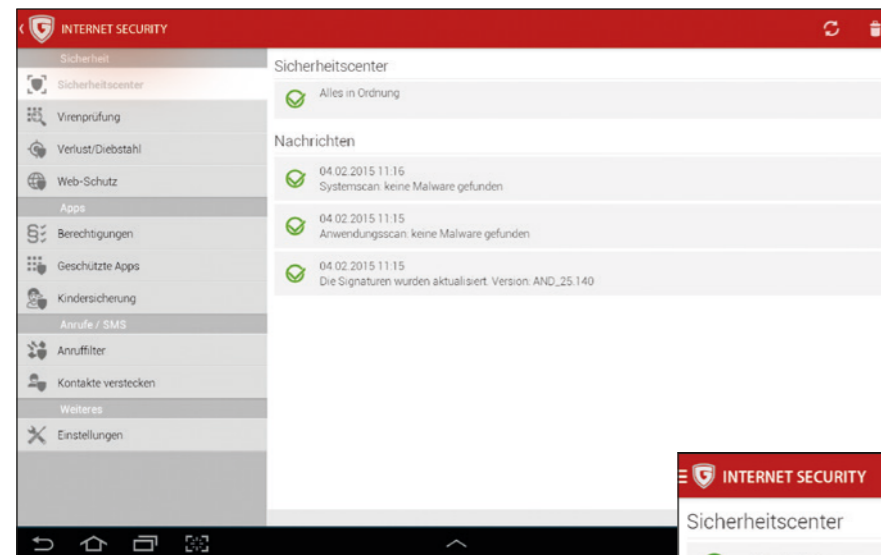 INTERNET SECURITY
Sicherheit
Sicherheitscenter
Virenprüfung
Verlust/Diebstahl
Web-Schutz
Apps
Berechtigungen
Geschützte Apps
Kindersicherung
Anrufe / SMS
Anruffilter
Kontakte verstecken
Weiteres
Einstellungen
Sicherheitscenter
Alles in Ordnung
Nachrichten
04.02.2015 11:16
Systemscan: keine Malware gefunden
04.02.2015 11:15
Anwendungsscan: keine Malware gefunden
04.02.2015 11:15
Die Signaturen wurden aktualisiert. Version: AND_25.140
INTERNET SECURITY
Sicherheitscenter